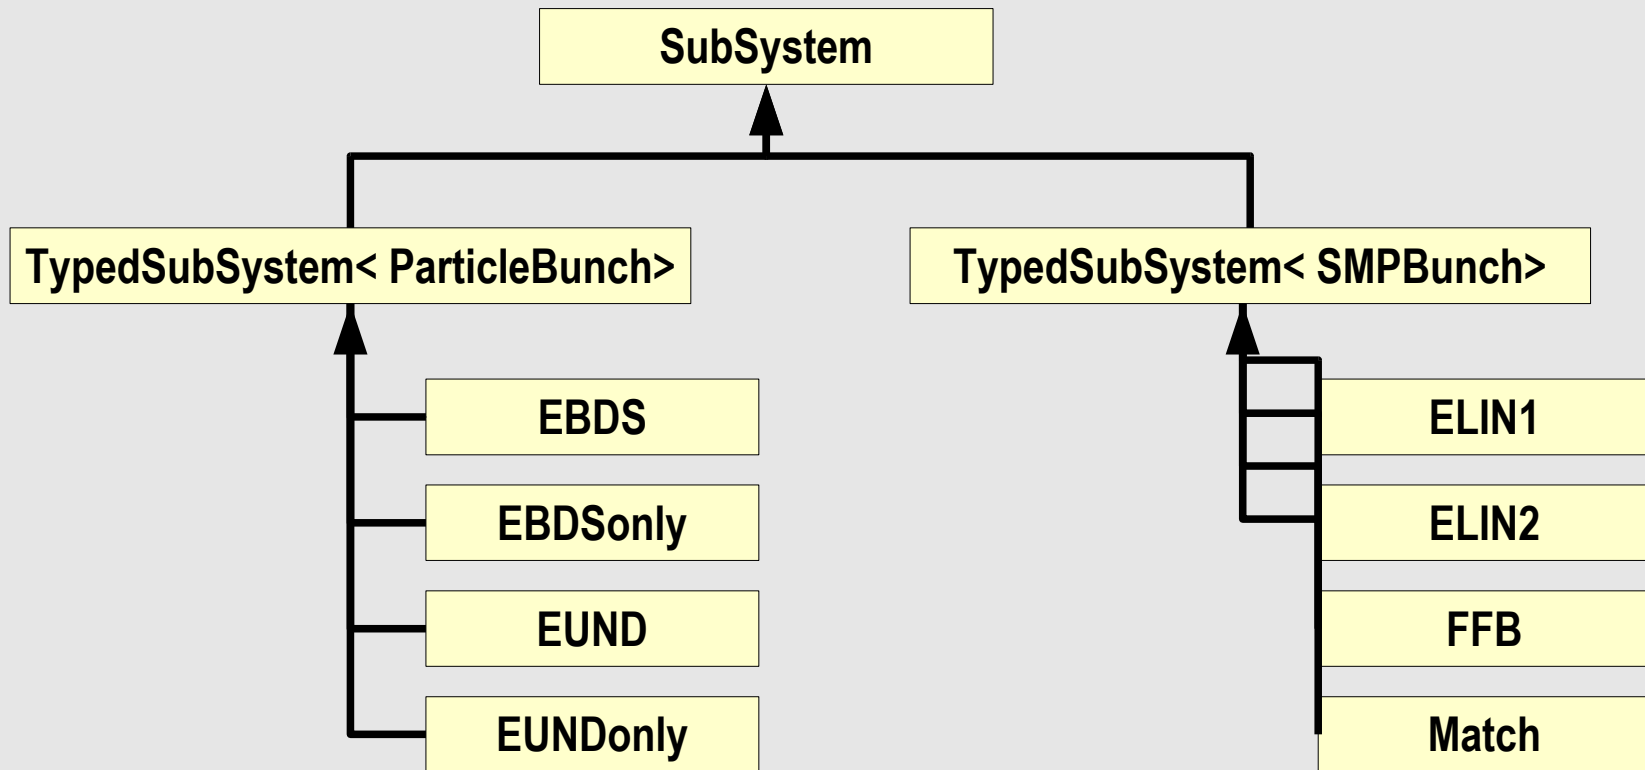 SubSystem
TypedSubSystem< ParticleBunch>
TypedSubSystem< SMPBunch>
EBDS
EBDSonly
EUND
EUNDonly
ELIN1
ELIN2
FFB
Match